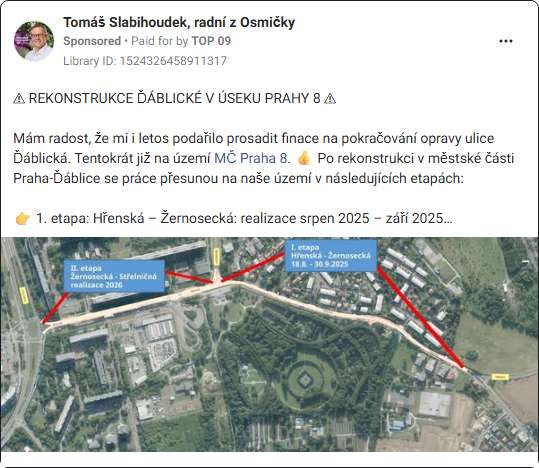 Tomáš Slabihoudek, radní z Osmičky
Sponsored • Paid for by TOP 09
Library ID: 1524326458911317
⚠ REKONSTRUKCE ĎÁBLICKÉ V ÚSEKU PRAHY 8 ⚠
Mám radost, že mi i letos podařilo prosadit finace na pokračování opravy ulice
Ďáblická. Tentokrát již na území MČ Praha 8. 👍 Po rekonstrukci v městské části
Praha-Ďáblice se práce přesunou na naše území v následujících etapách:
👉 1. etapa: Hřenská – Žernosecká: realizace srpen 2025 – září 2025...
I. etapa
Hřenská - Žernosecká
18.8. - 30.9.2025
II. etapa
Žernosecká - Střelničná
realizace 2026